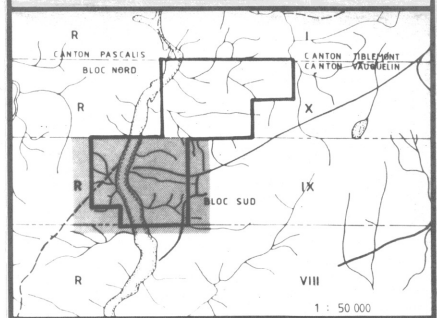 R
I
CANTON PASCALIS
CANTON TIBLEMONT
BLOC NORD
CANTON VAUQUELIN
R
X
R
IX
BLOC SUD
R
VIII
1 : 50 000